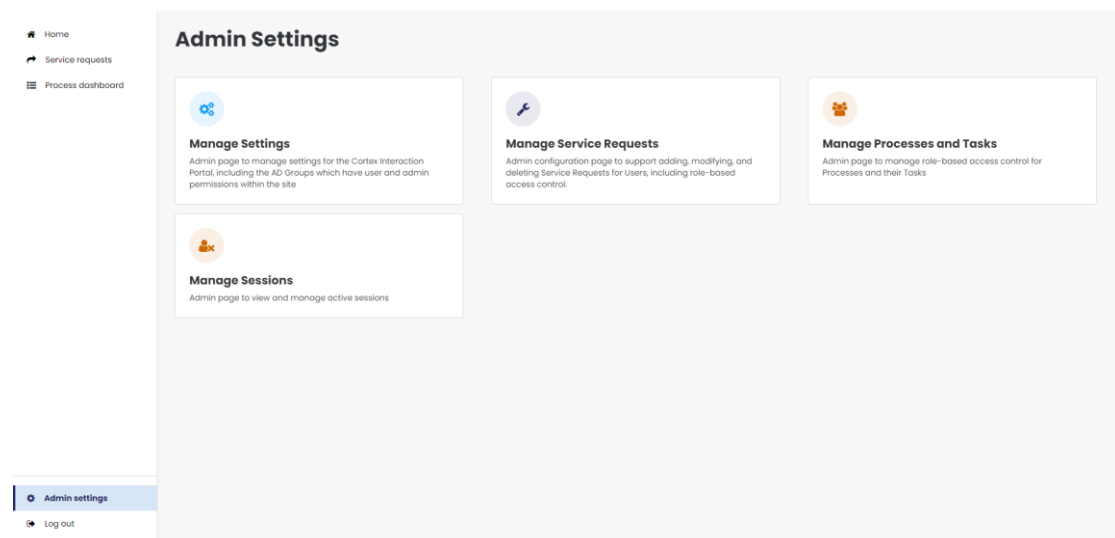 Home
Service requests
Process dashboard
Admin Settings
Manage Settings
Admin page to manage settings for the Cortex Interaction
Portal, including the AD Groups which have user and admin
permissions within the site
Manage Service Requests
Admin configuration page to support adding, modifying, and
deleting Service Requests for Users, including role-based
access control.
Manage Processes and Tasks
Admin page to manage role-based access control for
Processes and their Tasks
Manage Sessions
Admin page to view and manage active sessions
Admin settings
Log out